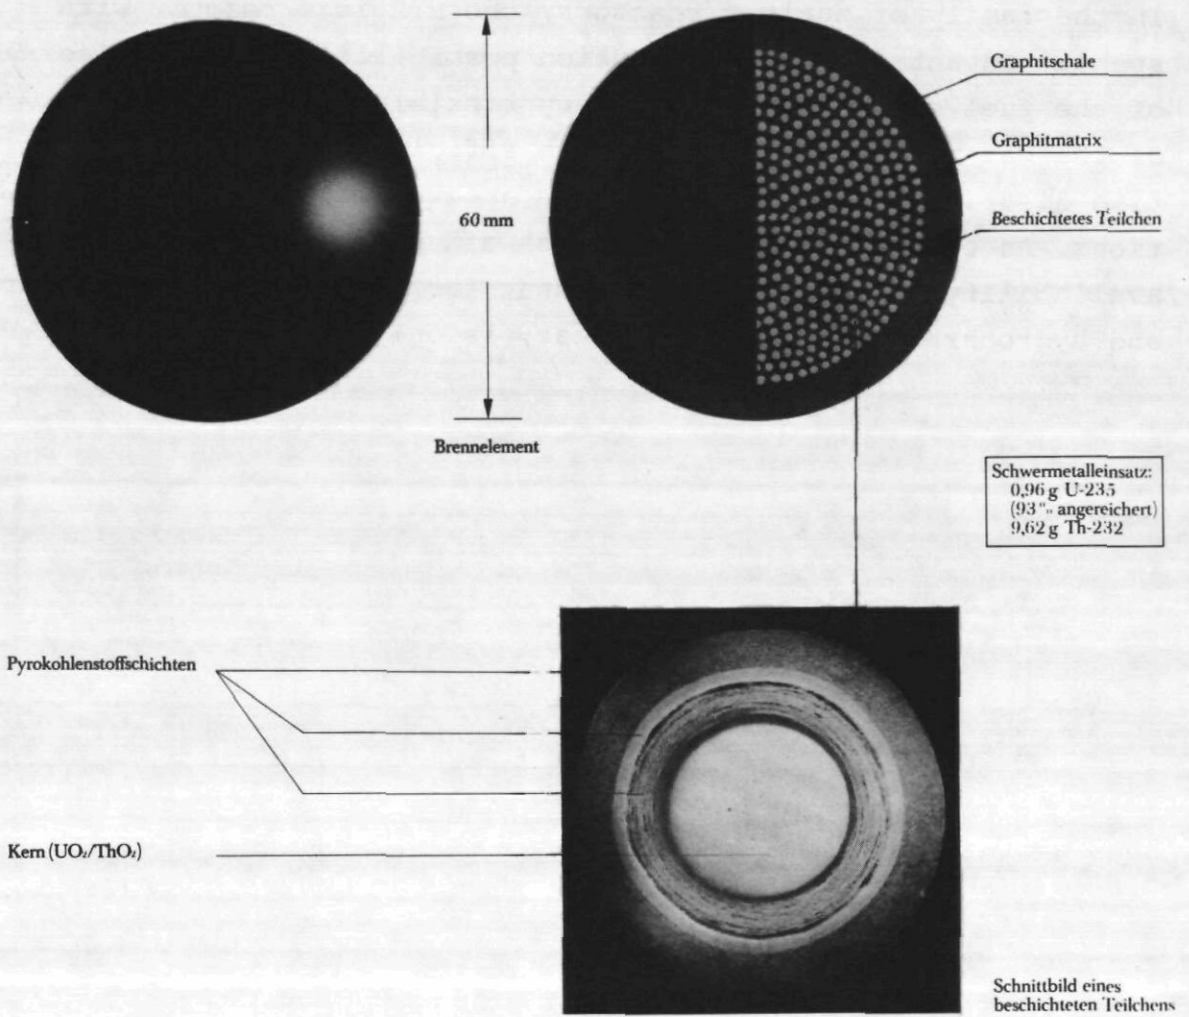 Graphitschale
Graphitmatrix
60 mm
Beschichtetes Teilchen
Brennelement
Schwermetalleinsatz:
0,96 g U-235
(93 % angereichert)
9,62 g Th-232
Pyrokohlenstoffschichten
Kern (UO₂/ThO₂)
Schnittbild eines
beschichteten Teilchens